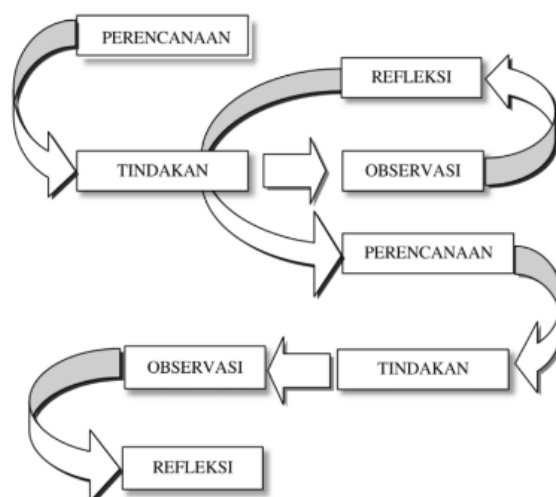 PERENCANAAN
REFLEKSI
TINDAKAN
OBSERVASI
PERENCANAAN
OBSERVASI
TINDAKAN
REFLEKSI